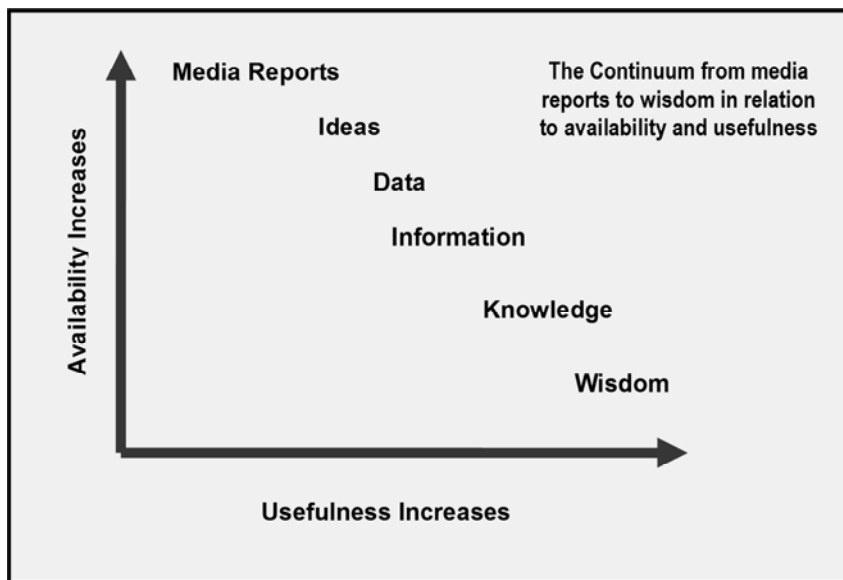 Media Reports
The Continuum from media
reports to wisdom in relation
to availability and usefulness
Ideas
Data
Information
Knowledge
Wisdom
Availability Increases
Usefulness Increases